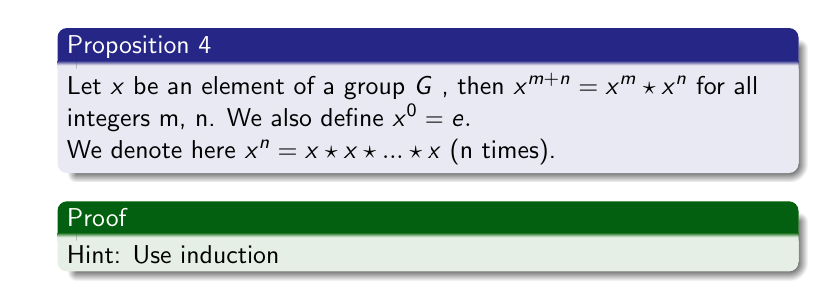 Proposition 4
Let x be an element of a group G , then x^{m+n} = x^m ⋆ x^n for all
integers m, n. We also define x^0 = e.
We denote here x^n = x ⋆ x ⋆ ... ⋆ x (n times).
Proof
Hint: Use induction